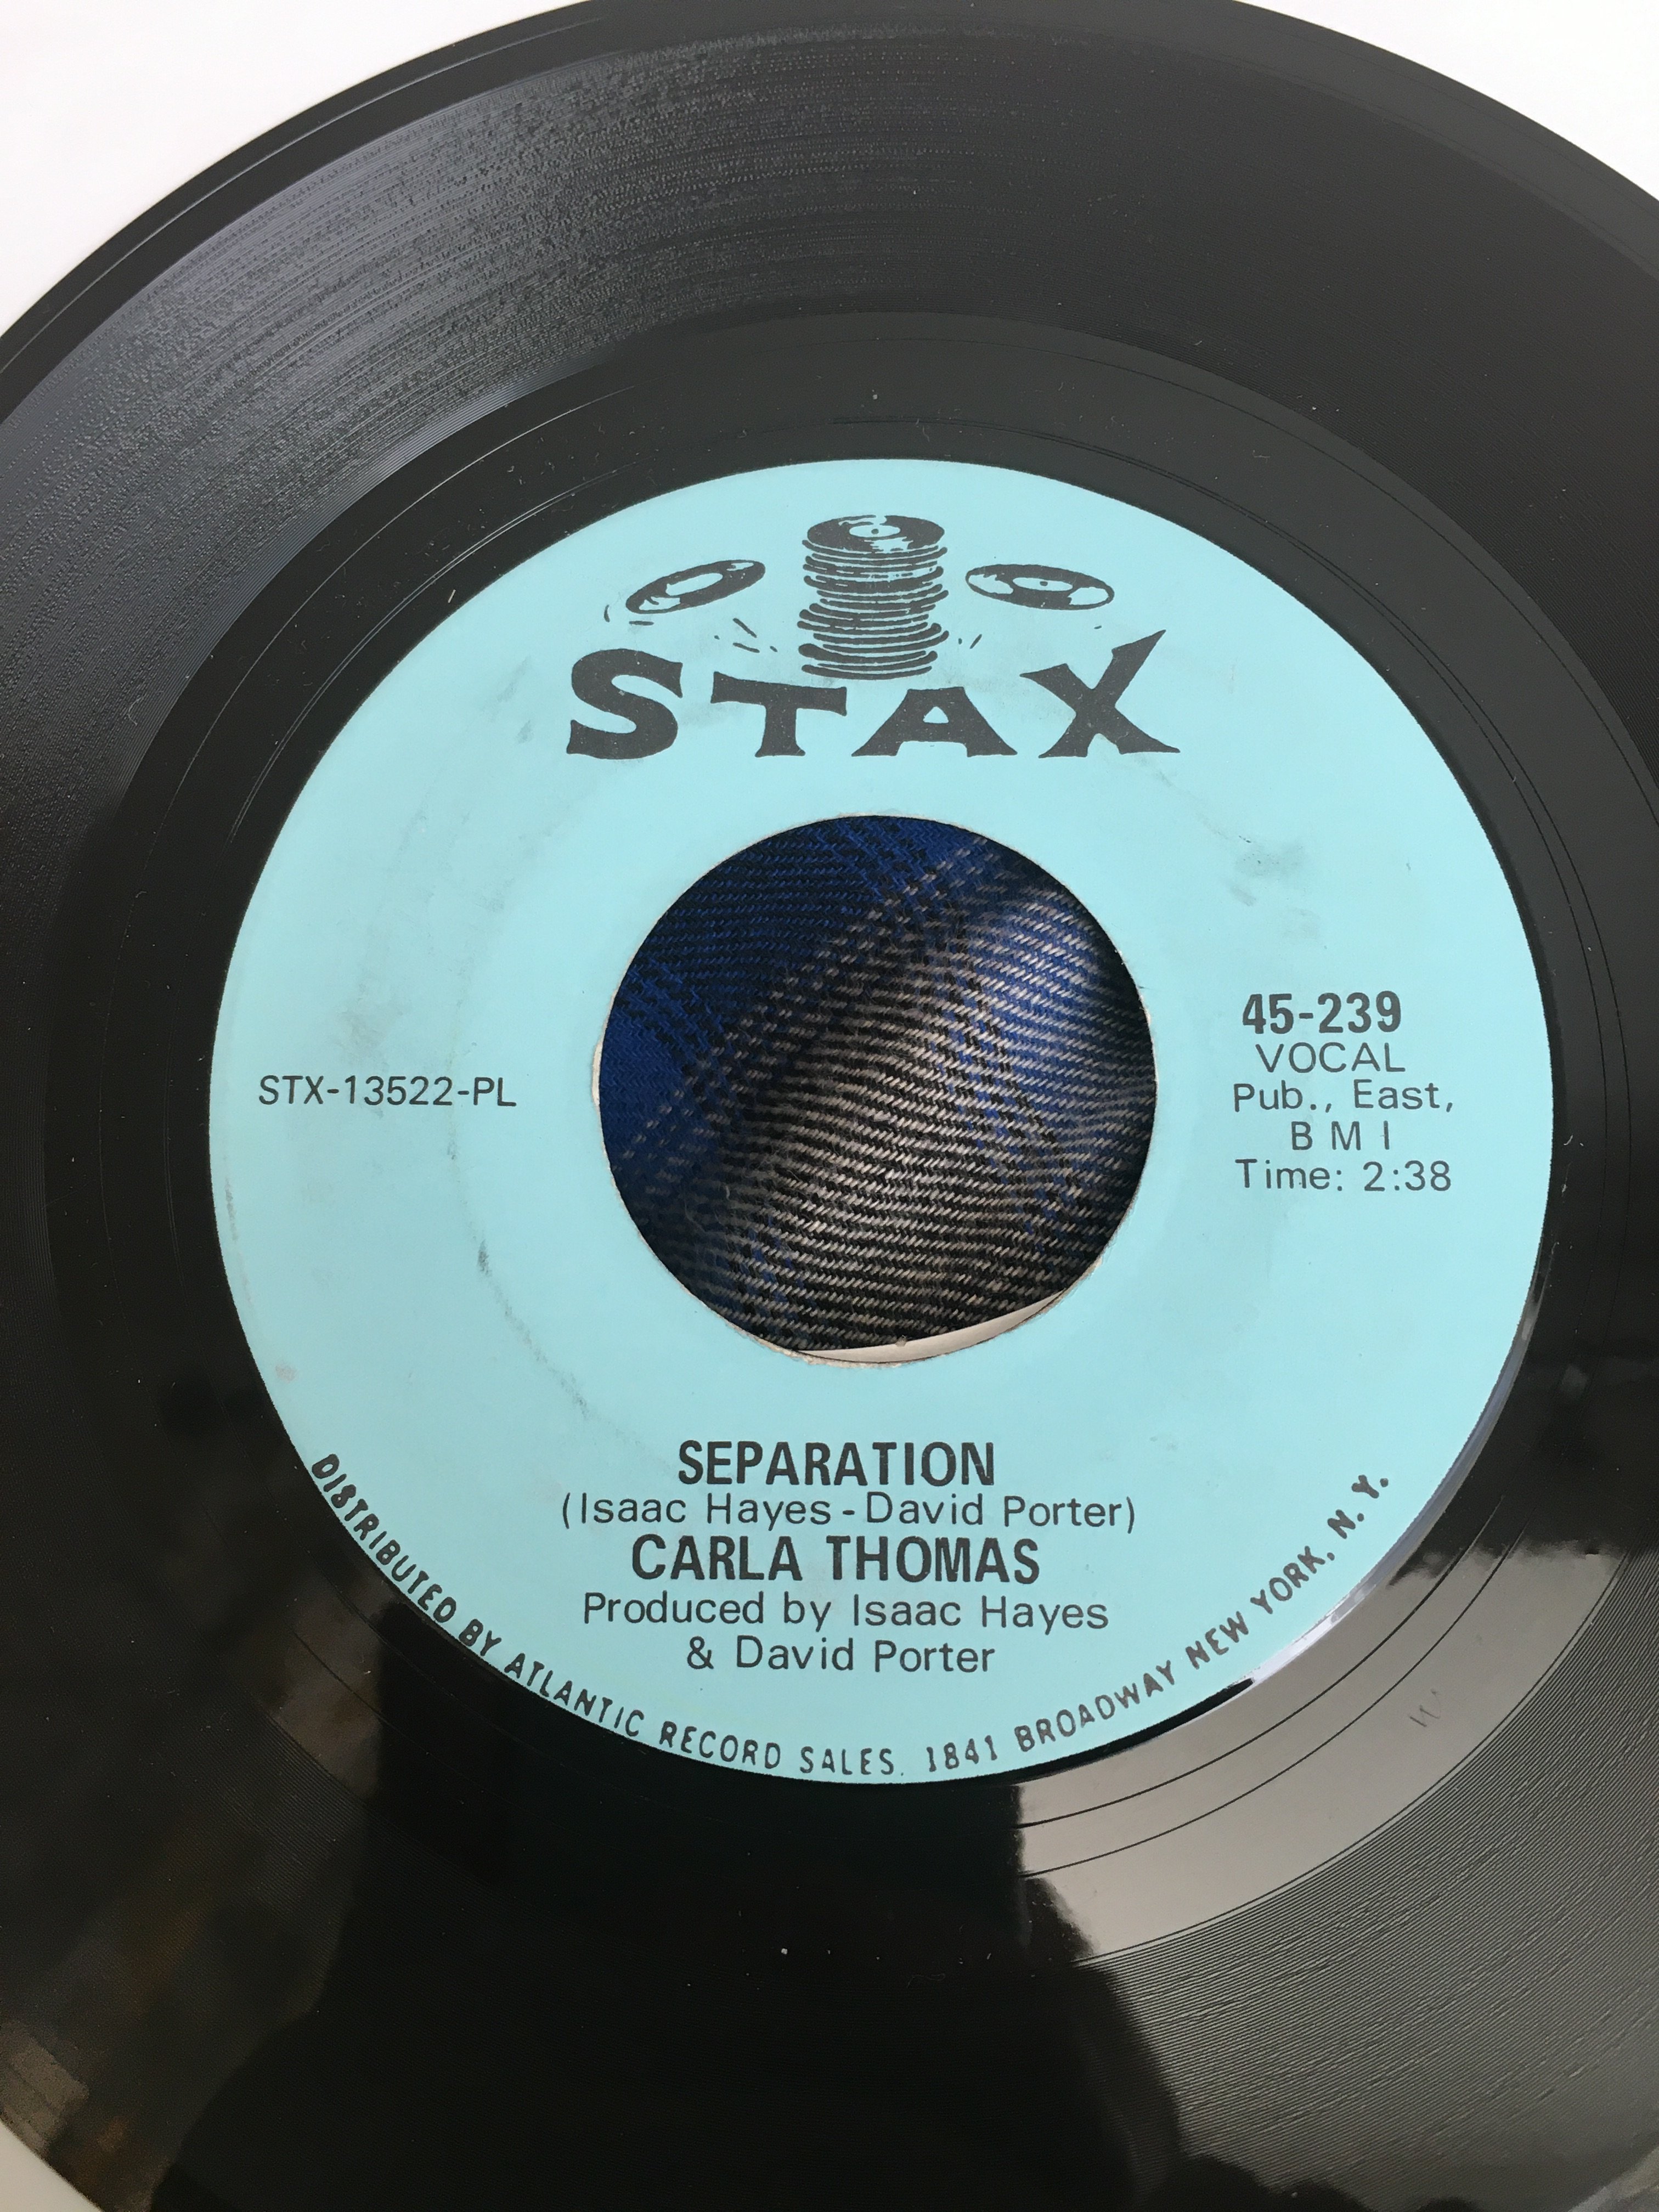 STAX
STX-13522-PL
45-239
VOCAL
Pub., East,
B M I
Time: 2:38
SEPARATION
(Isaac Hayes - David Porter)
CARLA THOMAS
Produced by Isaac Hayes
& David Porter
DISTRIBUTED BY ATLANTIC RECORD SALES. 1841 BROADWAY NEW YORK, N. Y.